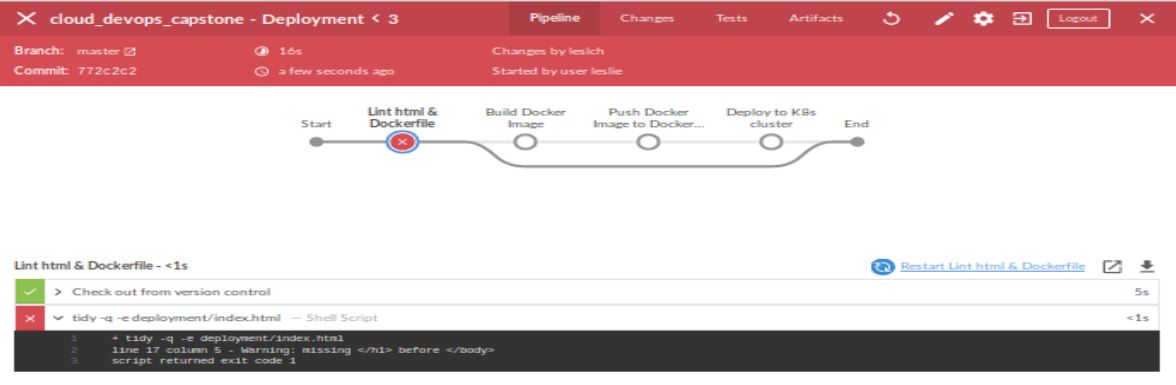 cloud_devops_capstone - Deployment < 3 Pipeline Changes Tests Artifacts Logout
Branch: master 16s Changes by leslch
Commit: 772c2c2 a few seconds ago Started by user leslie
Start Lint html & Dockerfile Build Docker Image Push Docker Image to Docker... Deploy to K8s cluster End
Lint html & Dockerfile - <1s Restart Lint html & Dockerfile
Check out from version control 5s
tidy -q -e deployment/index.html — Shell Script <1s
1 + tidy -q -e deployment/index.html
2 line 17 column 5 - Warning: missing </h1> before </body>
3 script returned exit code 1